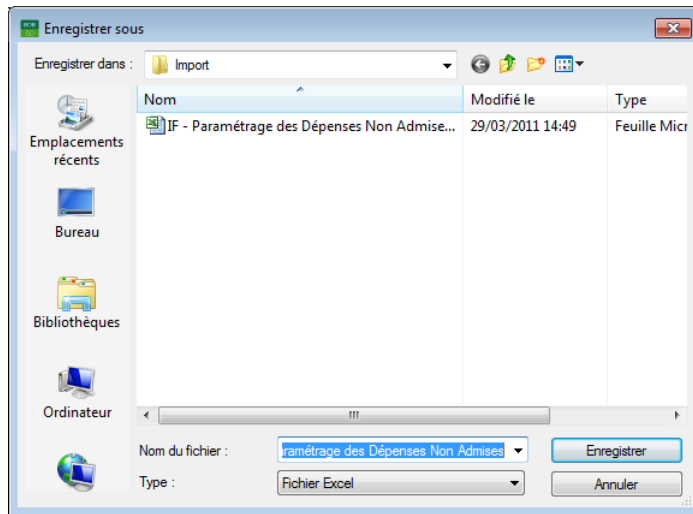 BOB
50
Enregistrer sous
Enregistrer dans :
Import
Nom
Modifié le
Type
IF - Paramétrage des Dépenses Non Admise...
29/03/2011 14:49
Feuille Micr
Emplacements
récents
Bureau
Bibliothèques
Ordinateur
Nom du fichier :
ramétrage des Dépenses Non Admises
Enregistrer
Type :
Fichier Excel
Annuler